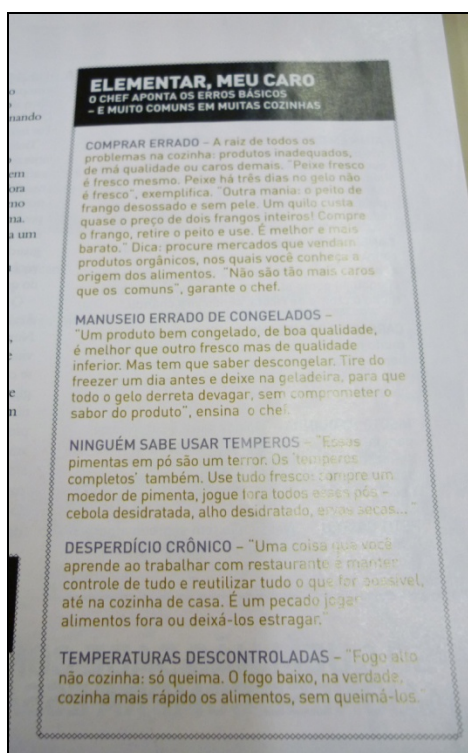 o
nando
em
ora
no
na.
a um
e
n
ELEMENTAR, MEU CARO
O CHEF APONTA OS ERROS BÁSICOS
– E MUITO COMUNS EM MUITAS COZINHAS
COMPRAR ERRADO – A raiz de todos os
problemas na cozinha: produtos inadequados,
de má qualidade ou caros demais. "Peixe fresco
é fresco mesmo. Peixe há três dias no gelo não
é fresco", exemplifica. "Outra mania: o peito de
frango desossado e sem pele. Um quilo custa
quase o preço de dois frangos inteiros! Compre
o frango, retire o peito e use. É melhor e mais
barato." Dica: procure mercados que vendam
produtos orgânicos, nos quais você conheça a
origem dos alimentos. "Não são tão mais caros
que os comuns", garante o chef.
MANUSEIO ERRADO DE CONGELADOS –
"Um produto bem congelado, de boa qualidade,
é melhor que outro fresco mas de qualidade
inferior. Mas tem que saber descongelar. Tire do
freezer um dia antes e deixe na geladeira, para que
todo o gelo derreta devagar, sem comprometer o
sabor do produto", ensina o chef.
NINGUÉM SABE USAR TEMPEROS – "Essas
pimentas em pó são um terror. Os 'temperos
completos' também. Use tudo fresco: compre um
moedor de pimenta, jogue fora todos esses pós –
cebola desidratada, alho desidratado, ervas secas..."
DESPERDÍCIO CRÔNICO – "Uma coisa que você
aprende ao trabalhar com restaurante é manter
controle de tudo e reutilizar tudo o que for possível,
até na cozinha de casa. É um pecado jogar
alimentos fora ou deixá-los estragar."
TEMPERATURAS DESCONTROLADAS – "Fogo alto
não cozinha: só queima. O fogo baixo, na verdade,
cozinha mais rápido os alimentos, sem queimá-los."